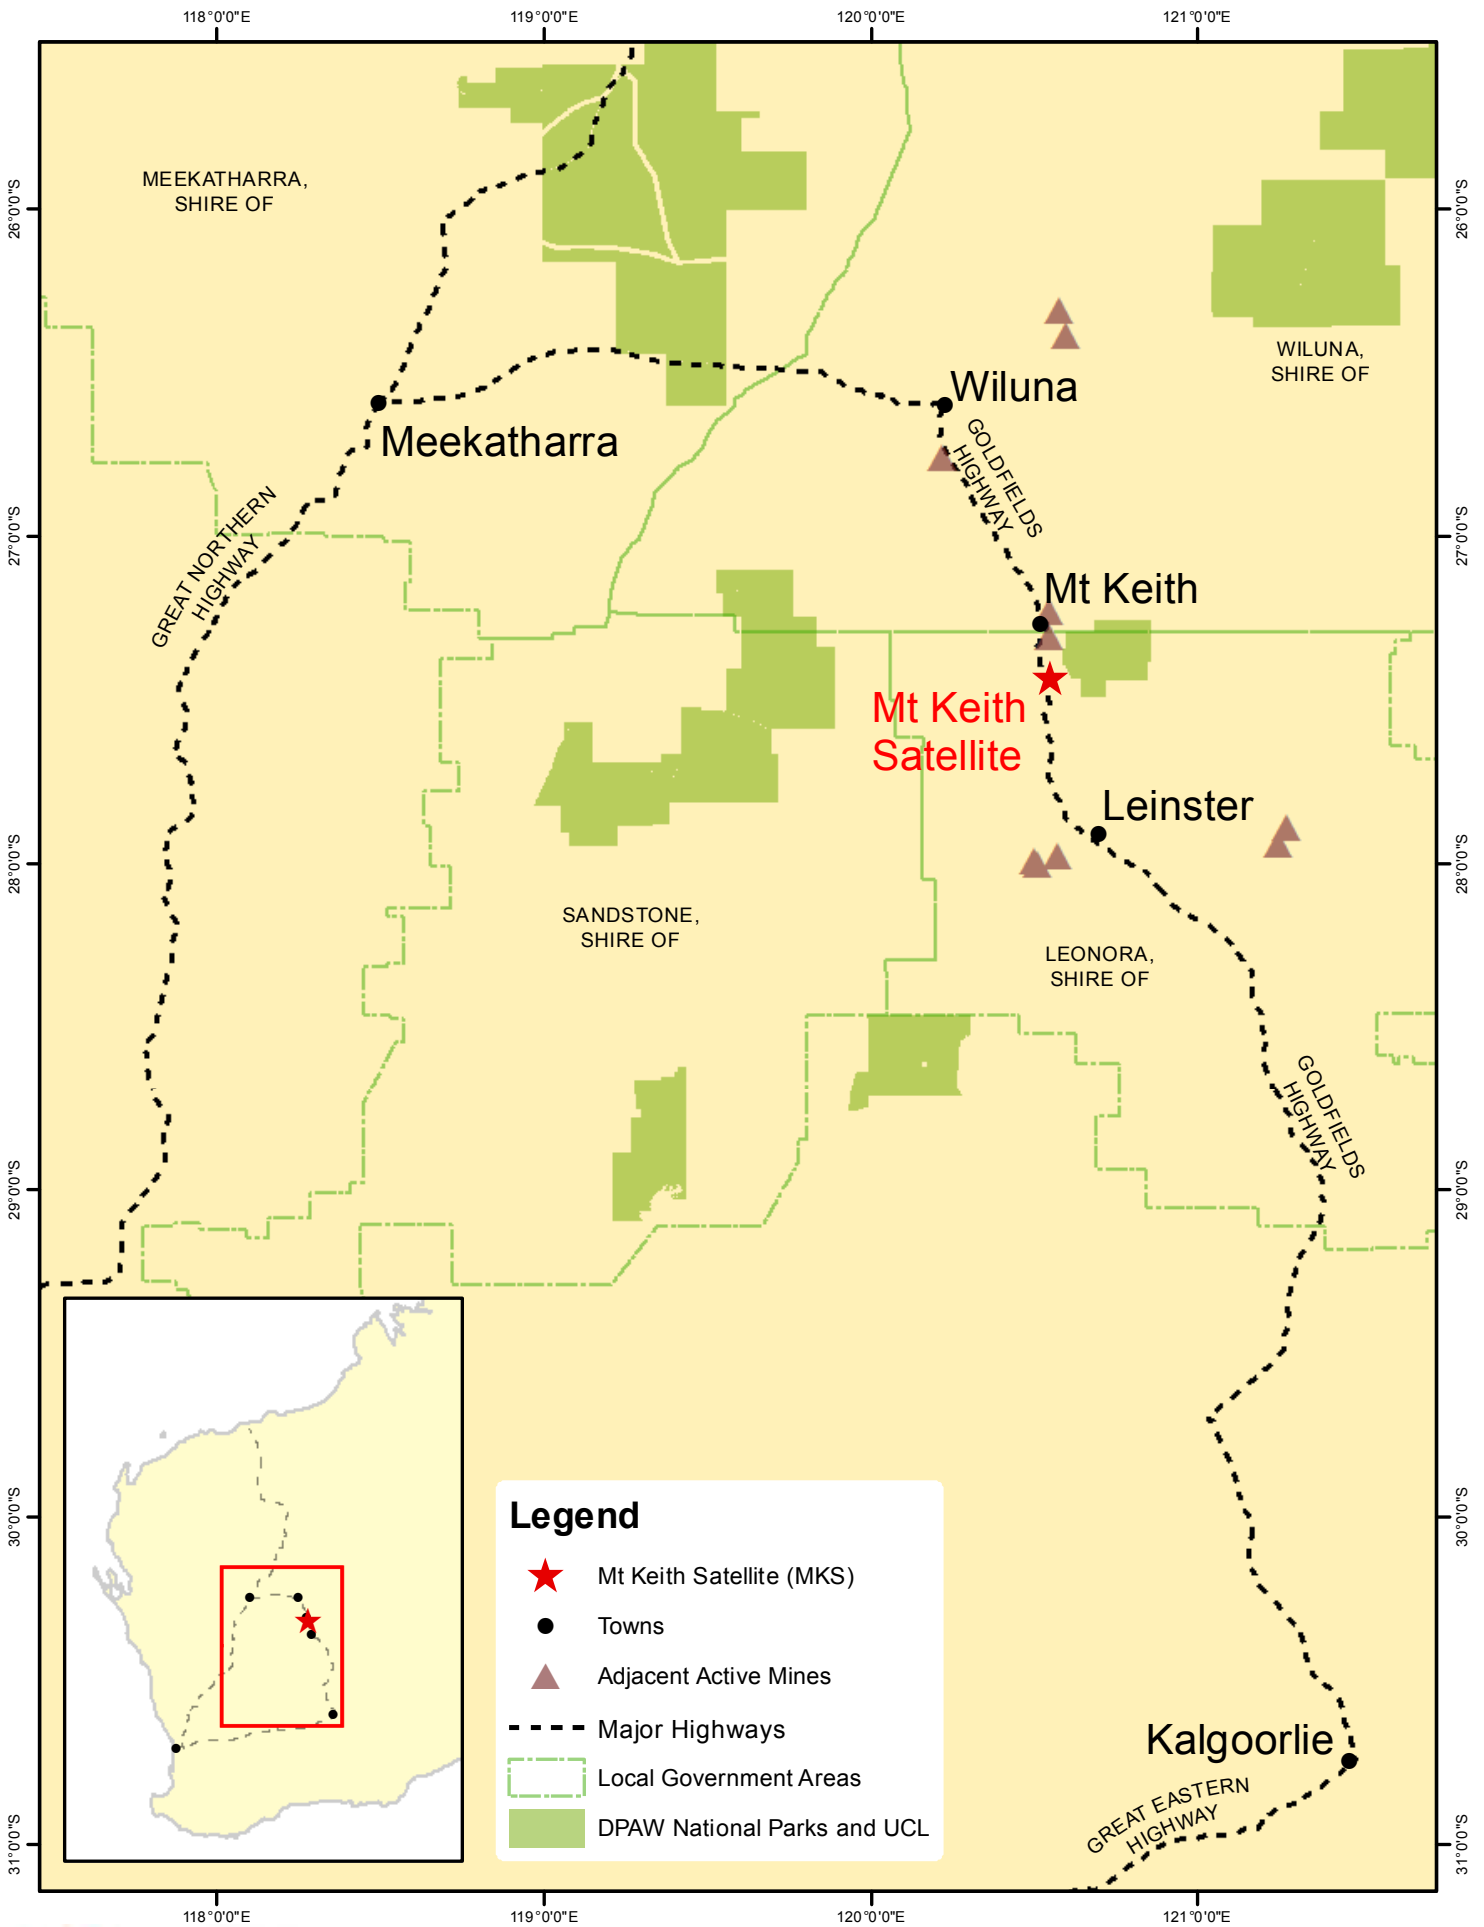 118°0'0"E
119°0'0"E
120°0'0"E
121°0'0"E
26°0'0"S
26°0'0"S
MEEKATHARRA,
SHIRE OF
WILUNA,
SHIRE OF
Wiluna
Meekatharra
GOLDFIELDS
HIGHWAY
GREAT NORTHERN
HIGHWAY
27°0'0"S
27°0'0"S
Mt Keith
Mt Keith
Satellite
Leinster
28°0'0"S
28°0'0"S
SANDSTONE,
SHIRE OF
LEONORA,
SHIRE OF
GOLDFIELDS
HIGHWAY
29°0'0"S
29°0'0"S
30°0'0"S
30°0'0"S
Legend
Mt Keith Satellite (MKS)
Towns
Adjacent Active Mines
Major Highways
Local Government Areas
DPAW National Parks and UCL
Kalgoorlie
GREAT EASTERN
HIGHWAY
31°0'0"S
31°0'0"S
118°0'0"E
119°0'0"E
120°0'0"E
121°0'0"E